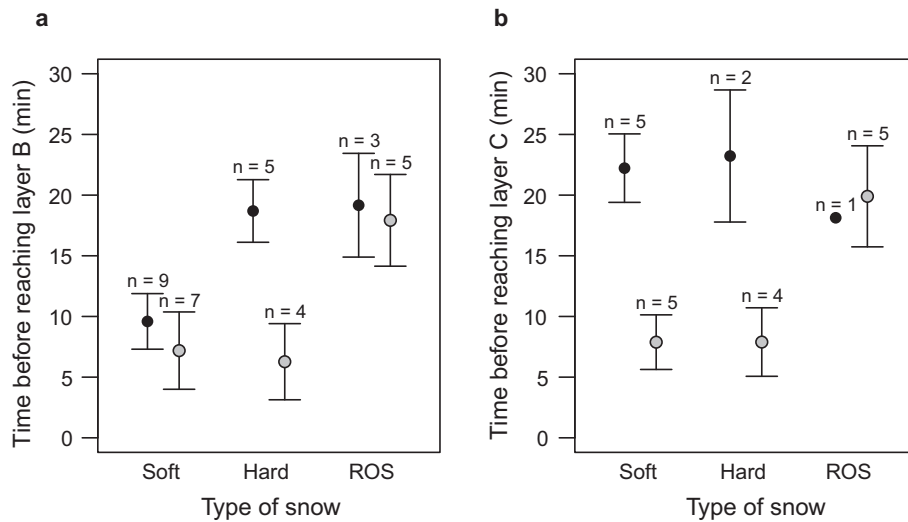 a
Time before reaching layer B (min)
30
25
20
15
10
5
0
n = 9
n = 7
n = 5
n = 4
n = 3
n = 5
Soft
Hard
ROS
Type of snow
b
Time before reaching layer C (min)
30
25
20
15
10
5
0
n = 5
n = 5
n = 2
n = 4
n = 1
n = 5
Soft
Hard
ROS
Type of snow